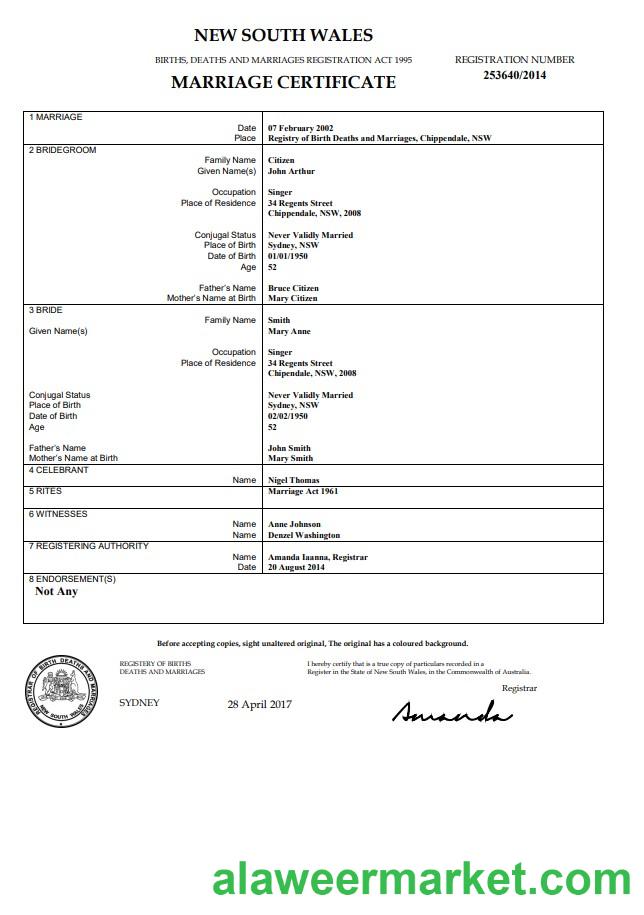 NEW SOUTH WALES
BIRTHS, DEATHS AND MARRIAGES REGISTRATION ACT 1995
REGISTRATION NUMBER
253640/2014
MARRIAGE CERTIFICATE
1 MARRIAGE
Date 07 February 2002
Place Registry of Birth Deaths and Marriages, Chippendale, NSW
2 BRIDEGROOM
Family Name Citizen
Given Name(s) John Arthur
Occupation Singer
Place of Residence 34 Regents Street
Chippendale, NSW, 2008
Conjugal Status Never Validly Married
Place of Birth Sydney, NSW
Date of Birth 01/01/1950
Age 52
Father's Name Bruce Citizen
Mother's Name at Birth Mary Citizen
3 BRIDE
Family Name Smith
Given Name(s) Mary Anne
Occupation Singer
Place of Residence 34 Regents Street
Chipendale, NSW, 2008
Conjugal Status Never Validly Married
Place of Birth Sydney, NSW
Date of Birth 02/02/1950
Age 52
Father's Name John Smith
Mother's Name at Birth Mary Smith
4 CELEBRANT
Name Nigel Thomas
5 RITES Marriage Act 1961
6 WITNESSES
Name Anne Johnson
Name Denzel Washington
7 REGISTERING AUTHORITY
Name Amanda Iaanna, Registrar
Date 20 August 2014
8 ENDORSEMENT(S)
Not Any
Before accepting copies, sight unaltered original, The original has a coloured background.
REGISTRAR OF BIRTH DEATHS AND MARRIAGES
NEW SOUTH WALES
REGISTERY OF BIRTHS
DEATHS AND MARRIAGES
I hereby certify that is a true copy of particulars recorded in a
Register in the State of New South Wales, in the Commonwealth of Australia.
Registrar
SYDNEY 28 April 2017
Amanda
alaweermarket.com